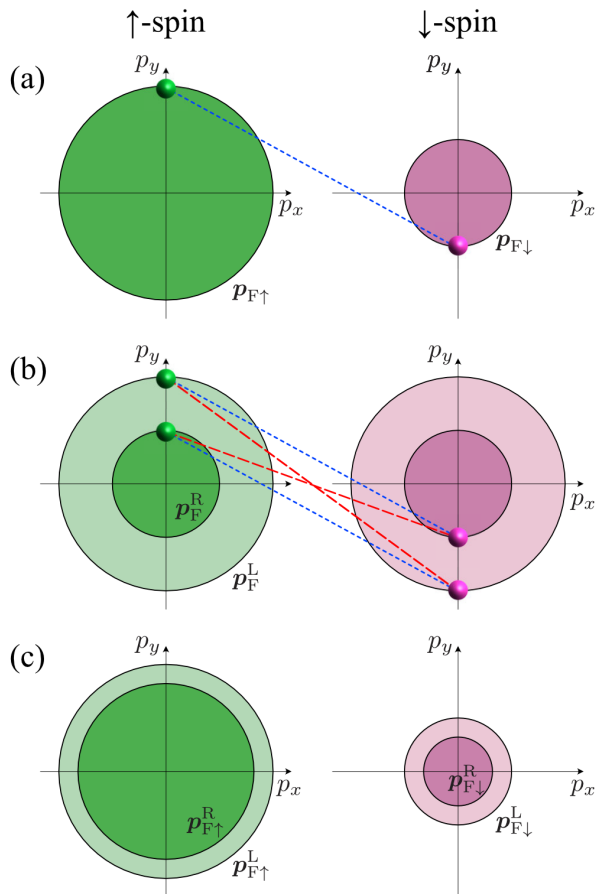 ↑-spin ↓-spin
(a)
p_y p_y
p_x p_x
𝒑_F↑ 𝒑_F↓
(b)
p_y p_y
p_x
𝒑_F^R
𝒑_F^L
(c)
p_y p_y
p_x p_x
𝒑_F↑^R 𝒑_F↓^R
𝒑_F↑^L 𝒑_F↓^L